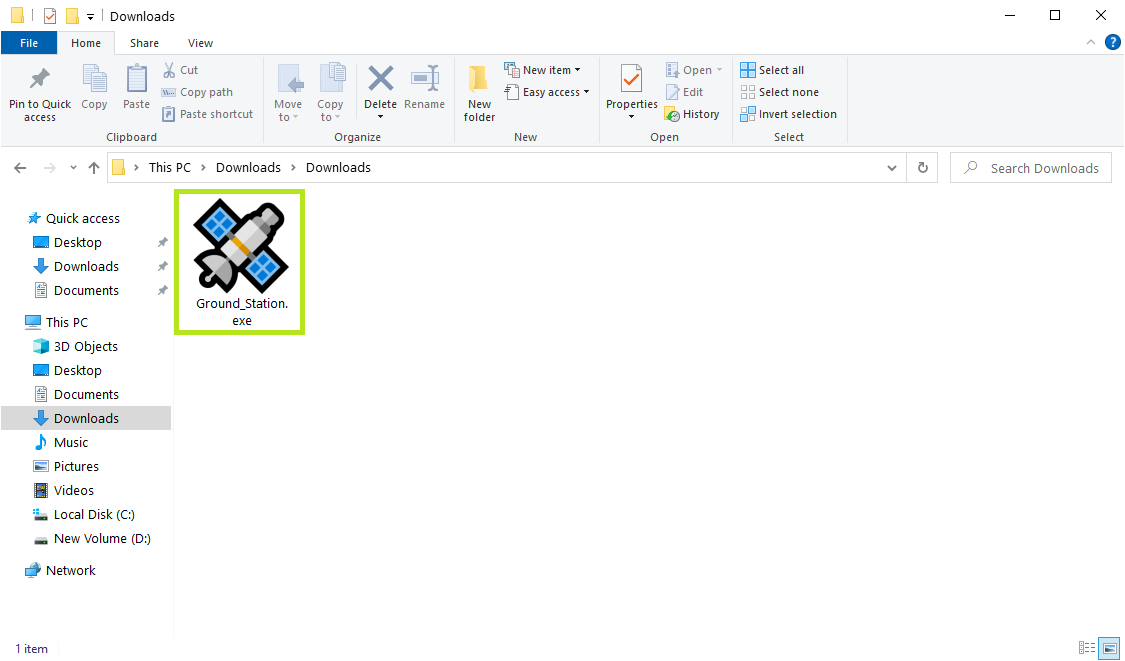 Downloads
File Home Share View
?
Pin to Quick access
Copy
Paste
Cut
Copy path
Paste shortcut
Clipboard
Move to
Copy to
Delete
Rename
Organize
New folder
New item
Easy access
New
Properties
Open
Edit
History
Open
Select all
Select none
Invert selection
Select
This PC > Downloads > Downloads
Search Downloads
Quick access
Desktop
Downloads
Documents
This PC
3D Objects
Desktop
Documents
Downloads
Music
Pictures
Videos
Local Disk (C:)
New Volume (D:)
Network
Ground_Station.
exe
1 item